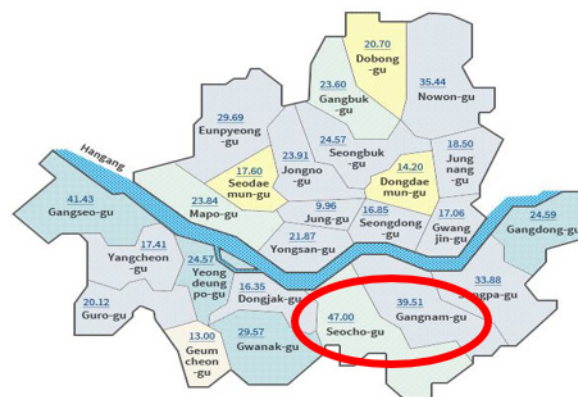 20.70
Dobong
-gu
23.60
Gangbuk
-gu
35.44
Nowon-gu
29.69
Eunpyeong
-gu
24.57
Seongbuk
-gu
23.91
Jongno
-gu
18.50
Jung
nang-gu
Hangang
17.60
Seodae
mun-gu
14.20
Dongdae
mun-gu
41.43
Gangseo-gu
23.84
Mapo-gu
9.96
Jung-gu
16.85
Seongdong
-gu
17.06
Gwang
jin-gu
24.59
Gangdong-gu
17.41
Yangcheon
-gu
21.87
Yongsan-gu
24.57
Yeong
deung
po-gu
16.35
Dongjak-gu
33.88
pa-gu
20.12
Guro-gu
47.00
Seocho-gu
39.51
Gangnam-gu
13.00
Geum
cheon
-gu
29.57
Gwanak-gu